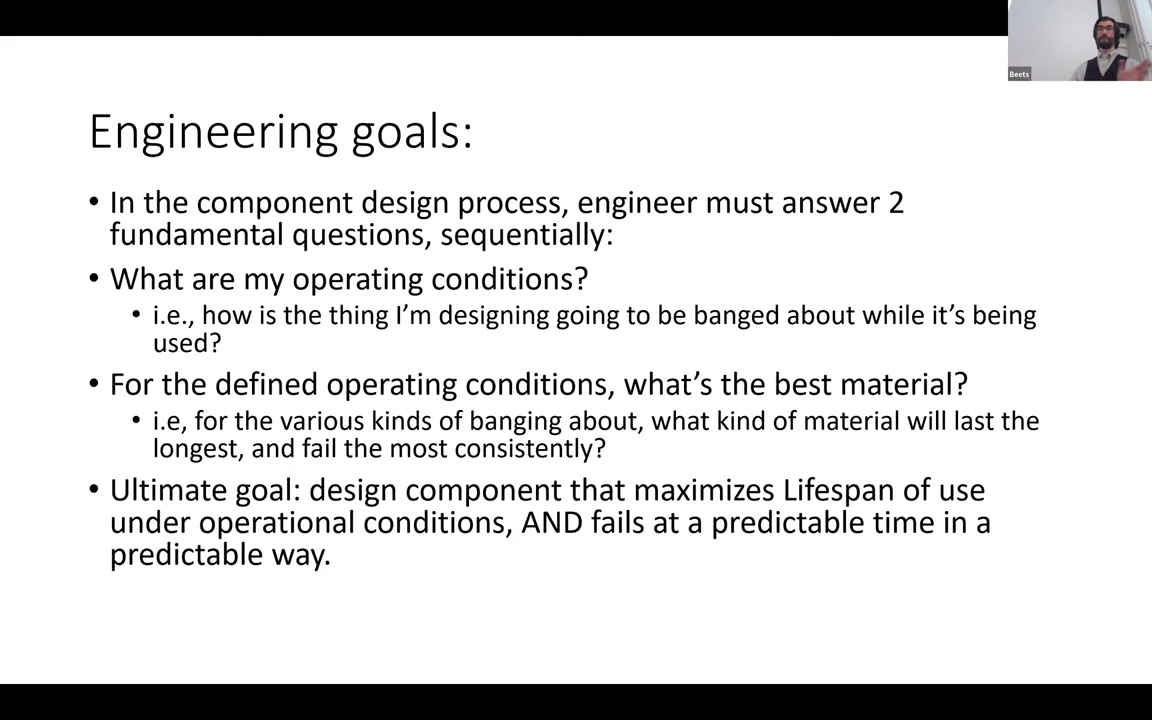 Beets
Engineering goals:
• In the component design process, engineer must answer 2
fundamental questions, sequentially:
• What are my operating conditions?
• i.e., how is the thing I’m designing going to be banged about while it’s being
used?
• For the defined operating conditions, what’s the best material?
• i.e, for the various kinds of banging about, what kind of material will last the
longest, and fail the most consistently?
• Ultimate goal: design component that maximizes Lifespan of use
under operational conditions, AND fails at a predictable time in a
predictable way.